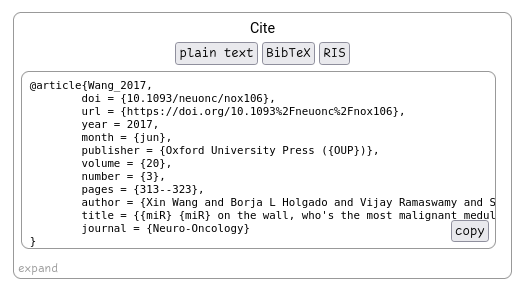 Cite
plain text BibTeX RIS
@article{Wang_2017,
doi = {10.1093/neuonc/nox106},
url = {https://doi.org/10.1093%2Fneuonc%2Fnox106},
year = 2017,
month = {jun},
publisher = {Oxford University Press ({OUP})},
volume = {20},
number = {3},
pages = {313--323},
author = {Xin Wang and Borja L Holgado and Vijay Ramaswamy and S
title = {{miR} {miR} on the wall, who's the most malignant medul
journal = {Neuro-Oncology}
}
copy
expand